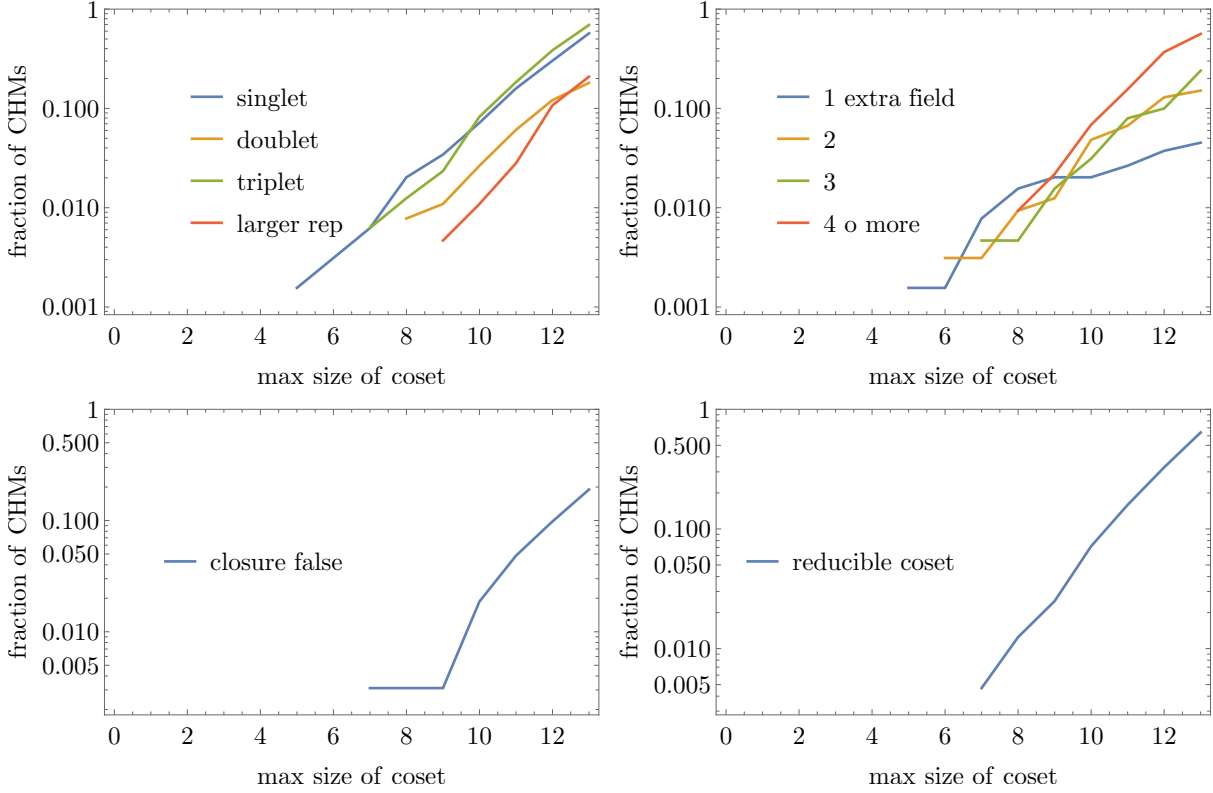 1
0.100
0.010
0.001
fraction of CHMs
singlet
doublet
triplet
larger rep
0 2 4 6 8 10 12
max size of coset
1
0.100
0.010
0.001
fraction of CHMs
1 extra field
2
3
4 o more
0 2 4 6 8 10 12
max size of coset
1
0.500
0.100
0.050
0.010
0.005
fraction of CHMs
closure false
0 2 4 6 8 10 12
max size of coset
1
0.500
0.100
0.050
0.010
0.005
fraction of CHMs
reducible coset
0 2 4 6 8 10 12
max size of coset